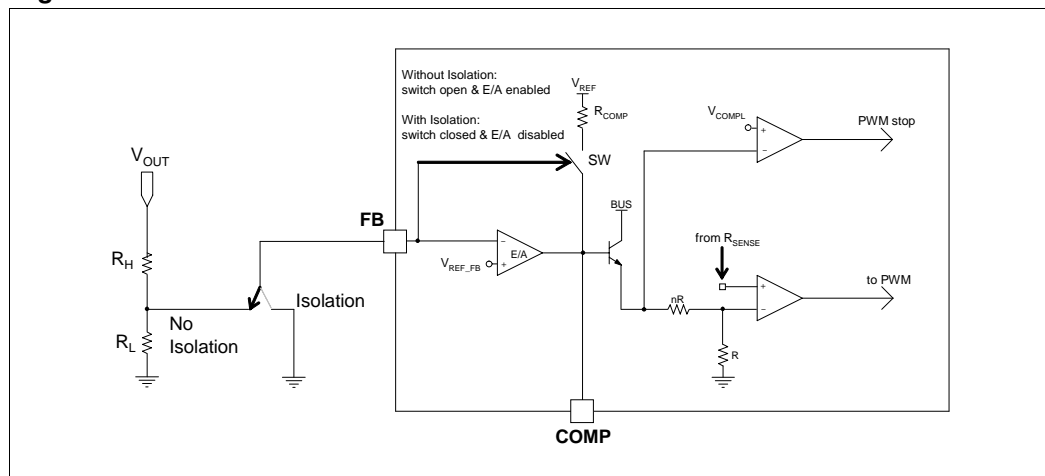 Without Isolation:
switch open & E/A enabled
With Isolation:
switch closed & E/A disabled
VREF
RCOMP
SW
VCOMPL
+
-
PWM stop
VOUT
FB
BUS
RH
-
E/A
VREF_FB
+
from RSENSE
+
-
to PWM
Isolation
No
Isolation
nR
RL
R
COMP